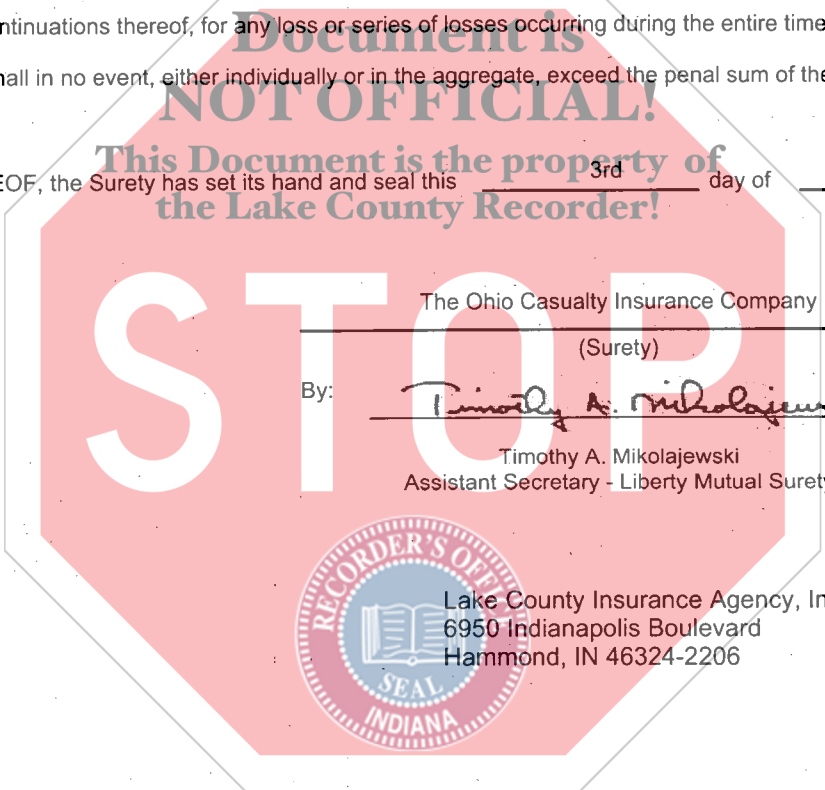 ntinuations thereof, for any loss or series of losses occurring during the entire time
Document is
hall in no event, either individually or in the aggregate, exceed the penal sum of the
NOT OFFICIAL!
This Document is the property of
EOF, the Surety has set its hand and seal this 3rd day of
the Lake County Recorder!
STOP
The Ohio Casualty Insurance Company
(Surety)
By: Timothy A. Mikolajew
Timothy A. Mikolajewski
Assistant Secretary - Liberty Mutual Surety
RECORDER'S OFFICE
Lake County Insurance Agency, In
6950 Indianapolis Boulevard
Hammond, IN 46324-2206
SEAL
INDIANA